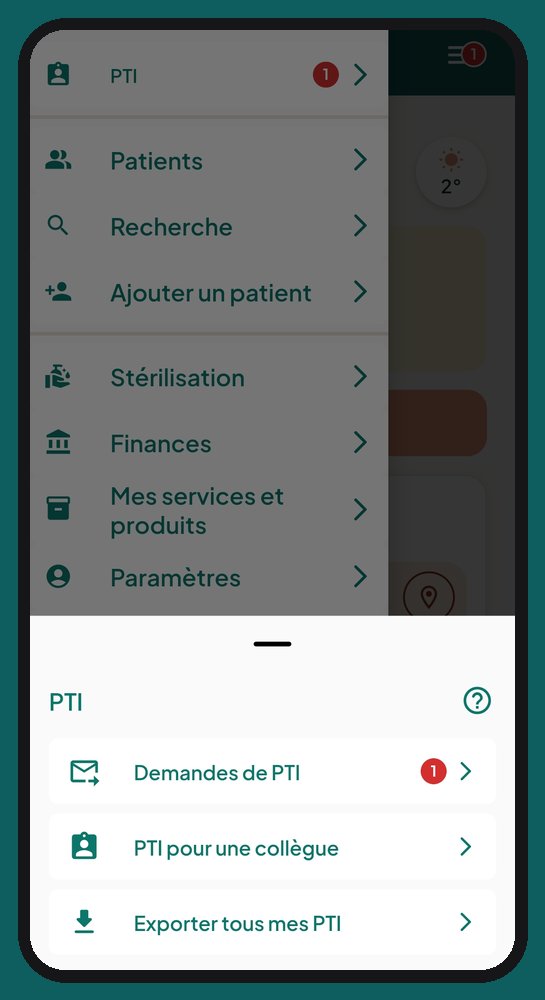 PTI
1
1
2°
Patients
Recherche
Ajouter un patient
Stérilisation
Finances
Mes services et
produits
Paramètres
PTI
Demandes de PTI
1
PTI pour une collègue
Exporter tous mes PTI